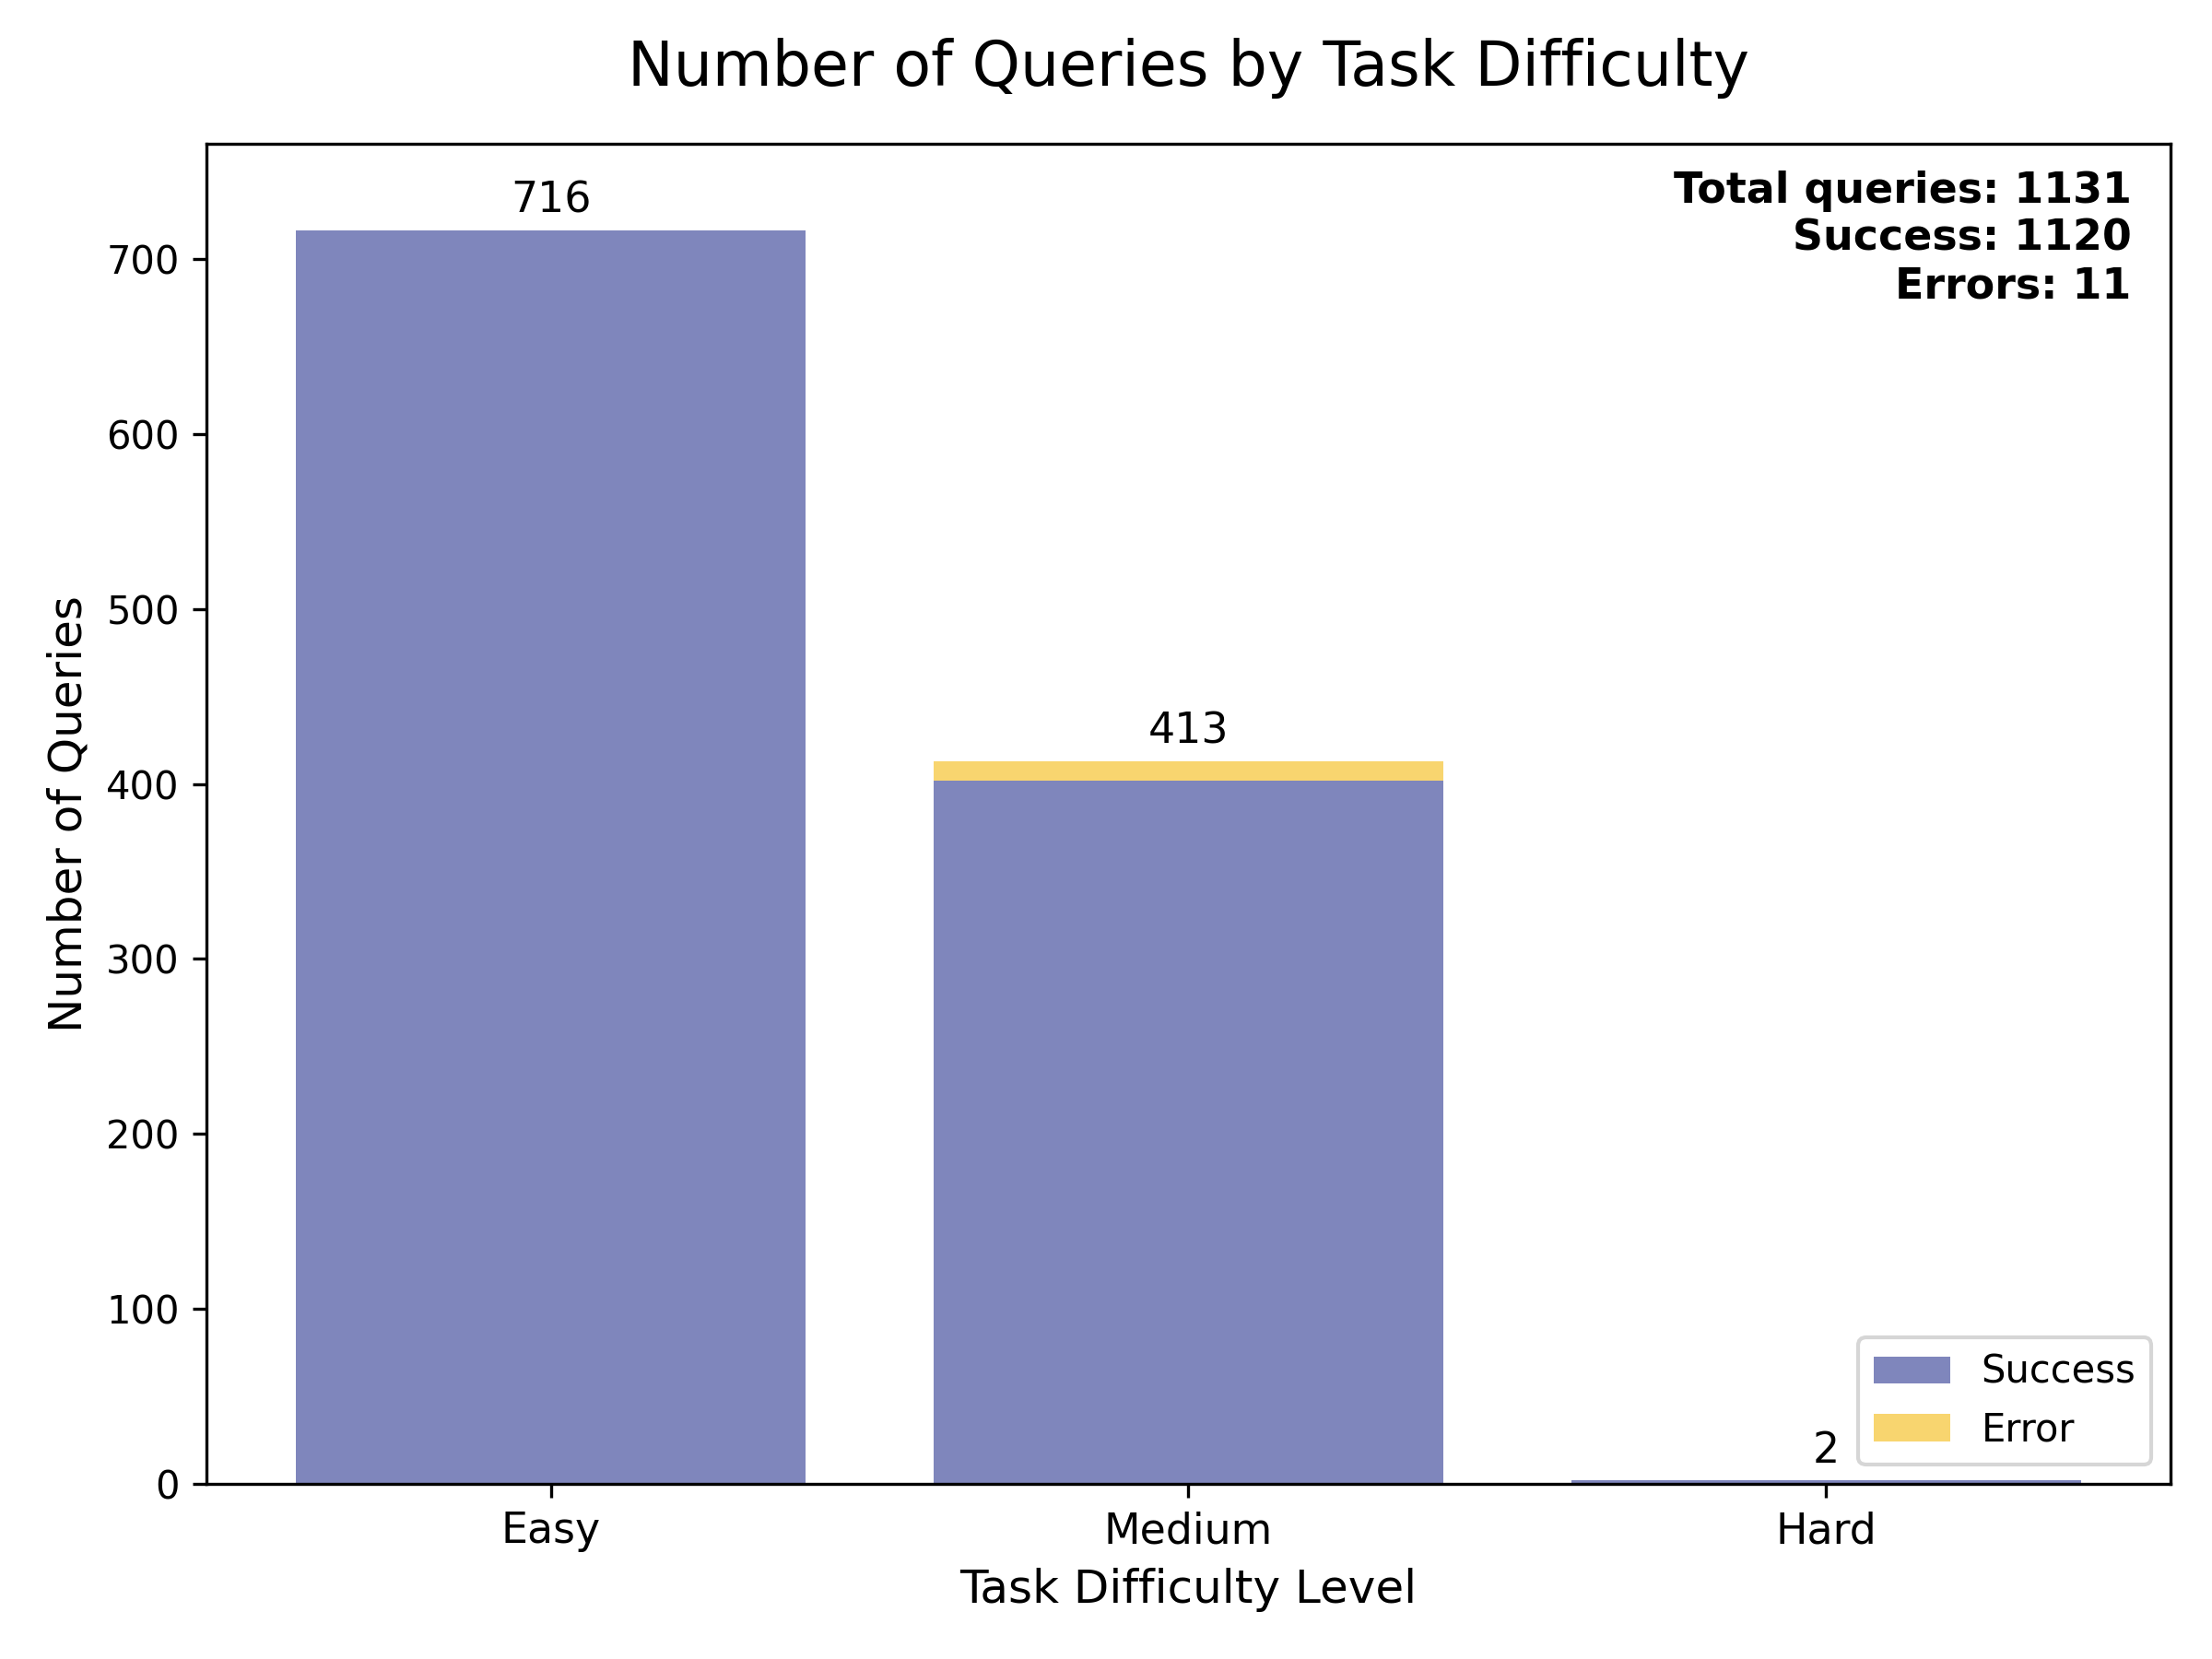 Number of Queries by Task Difficulty
Total queries: 1131
Success: 1120
Errors: 11
716
413
2
700
600
500
400
300
200
100
0
Number of Queries
Easy
Medium
Hard
Task Difficulty Level
Success
Error